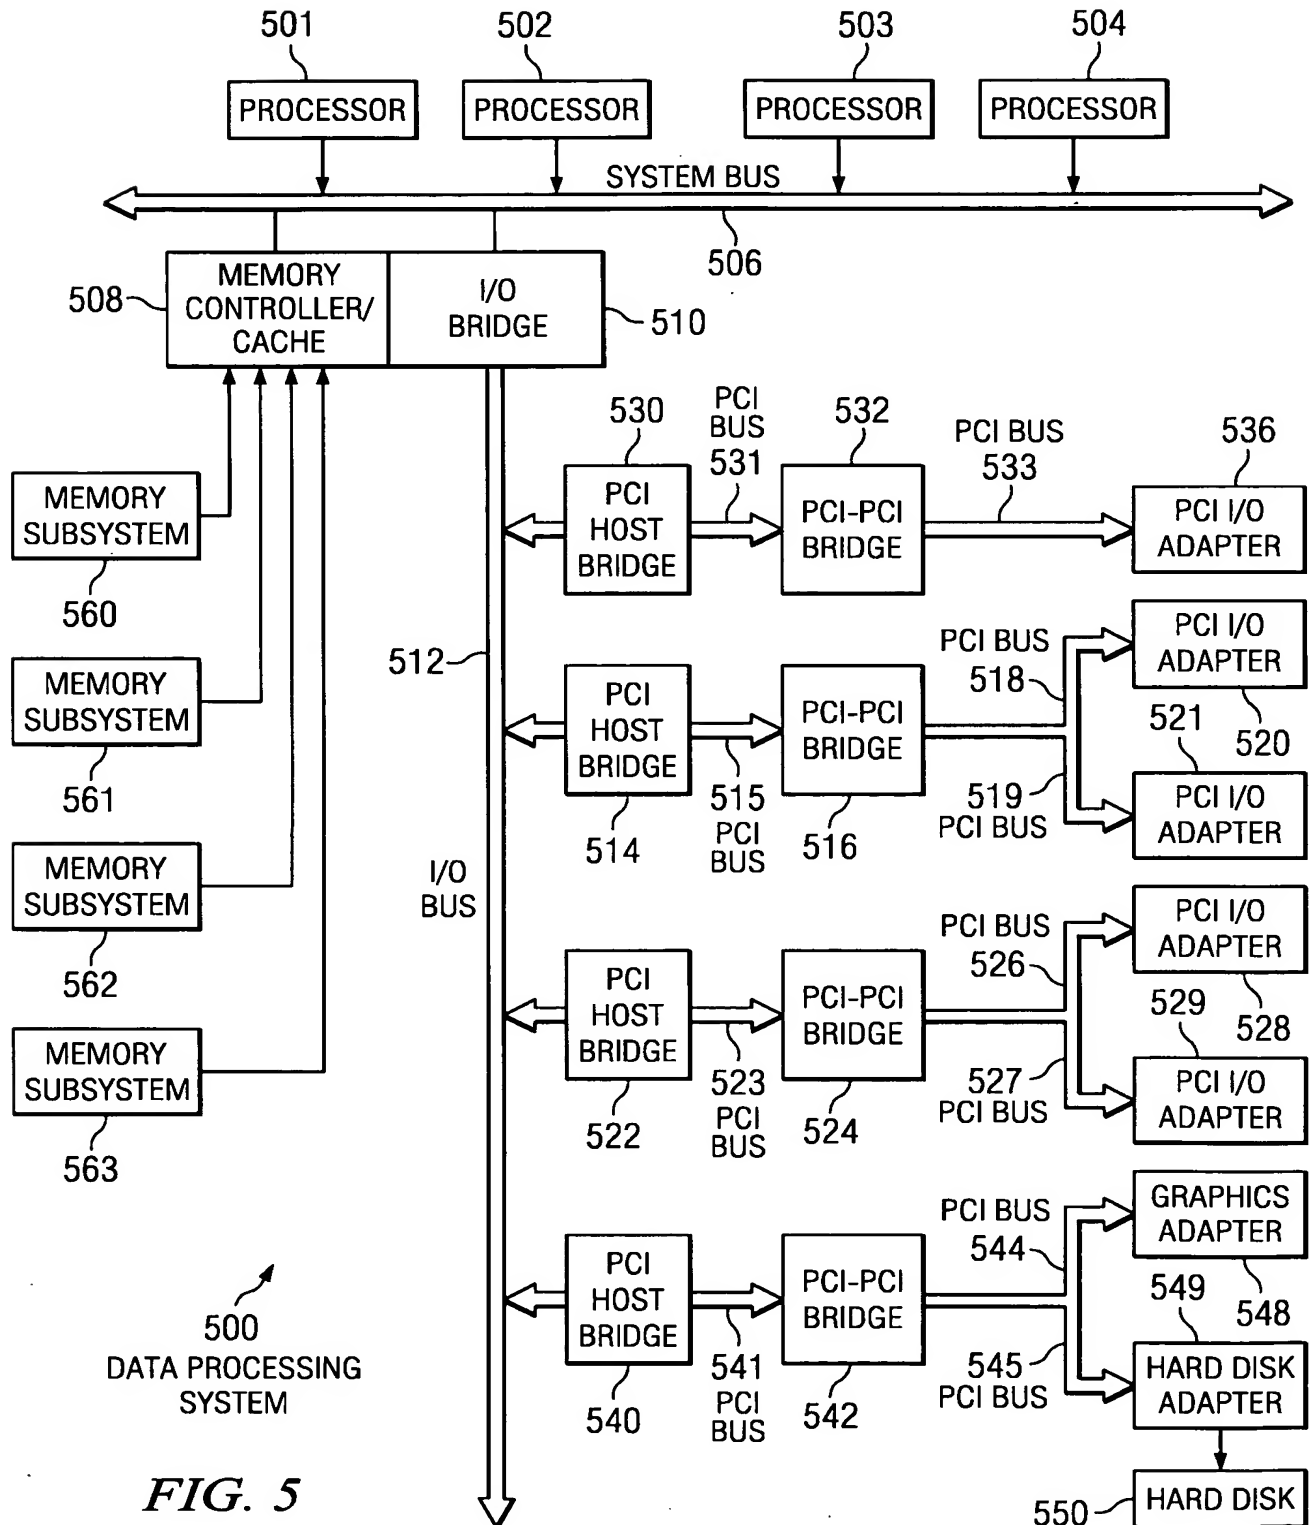 501
502
503
504
PROCESSOR
PROCESSOR
PROCESSOR
PROCESSOR
SYSTEM BUS
506
508
MEMORY
CONTROLLER/
CACHE
I/O
BRIDGE
510
530
PCI
BUS
531
532
PCI BUS
533
536
MEMORY
SUBSYSTEM
560
PCI
HOST
BRIDGE
PCI-PCI
BRIDGE
PCI I/O
ADAPTER
512
PCI BUS
518
PCI I/O
ADAPTER
520
MEMORY
SUBSYSTEM
561
PCI
HOST
BRIDGE
514
515
PCI
BUS
PCI-PCI
BRIDGE
516
519
PCI BUS
521
PCI I/O
ADAPTER
MEMORY
SUBSYSTEM
562
I/O
BUS
PCI BUS
526
PCI I/O
ADAPTER
528
PCI
HOST
BRIDGE
522
523
PCI
BUS
PCI-PCI
BRIDGE
524
527
PCI BUS
529
PCI I/O
ADAPTER
MEMORY
SUBSYSTEM
563
PCI BUS
544
GRAPHICS
ADAPTER
548
PCI
HOST
BRIDGE
540
541
PCI
BUS
PCI-PCI
BRIDGE
542
545
PCI BUS
549
HARD DISK
ADAPTER
500
DATA PROCESSING
SYSTEM
550
HARD DISK
FIG. 5